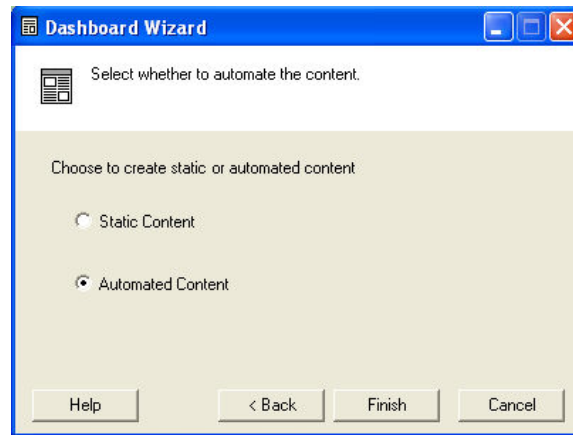 Dashboard Wizard
Select whether to automate the content.
Choose to create static or automated content
Static Content
Automated Content
Help
< Back
Finish
Cancel